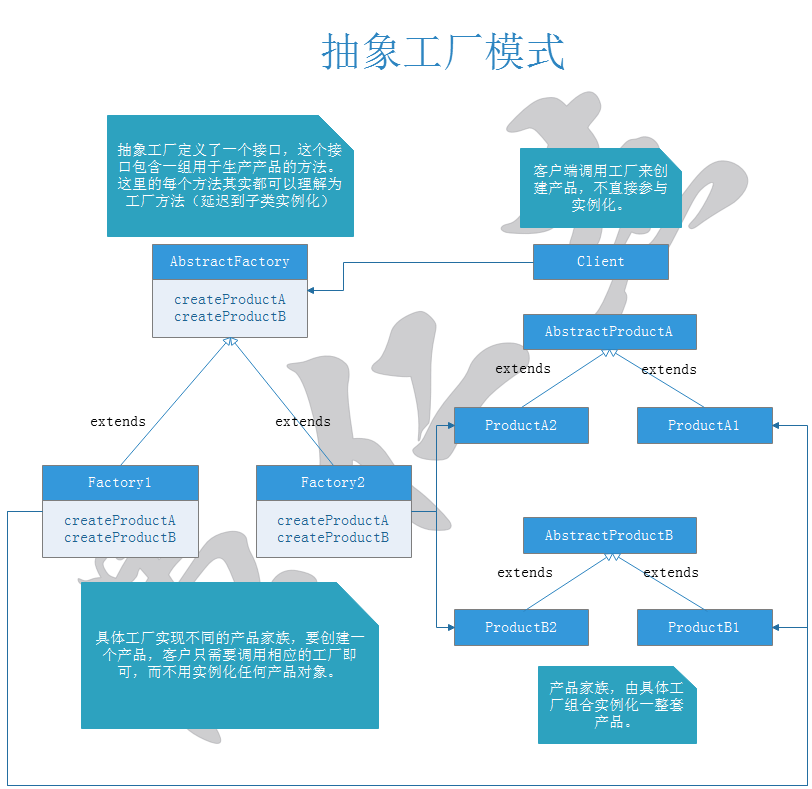 抽象工厂模式
抽象工厂定义了一个接口，这个接
口包含一组用于生产产品的方法。
这里的每个方法其实都可以理解为
工厂方法（延迟到子类实例化）
客户端调用工厂来创
建产品，不直接参与
实例化。
AbstractFactory
createProductA
createProductB
Client
AbstractProductA
extends
extends
ProductA2
ProductA1
extends
extends
Factory1
createProductA
createProductB
Factory2
createProductA
createProductB
AbstractProductB
extends
extends
ProductB2
ProductB1
具体工厂实现不同的产品家族，要创建一
个产品，客户只需要调用相应的工厂即
可，而不用实例化任何产品对象。
产品家族，由具体工
厂组合实例化一整套
产品。